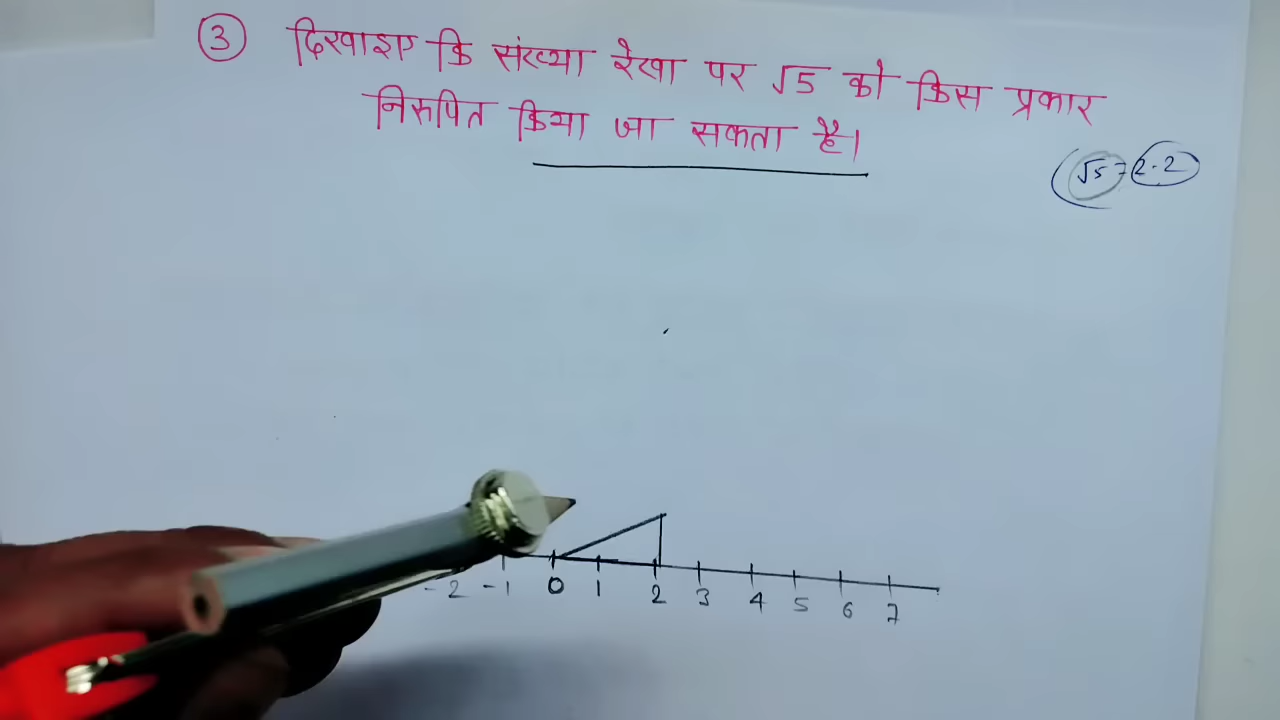 ③ दिखाइए कि संख्या रेखा पर √5 को किस प्रकार
निरुपित किया जा सकता है।
√5 = 2.2
-2 -1 0 1 2 3 4 5 6 7